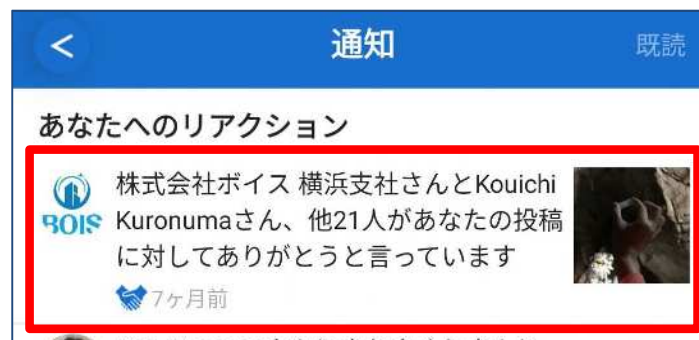 通知
既読
あなたへのリアクション
株式会社ボイス 横浜支社さんとKouichi
BOIS
Kuronumaさん、他21人があなたの投稿
に対してありがとうと言っています
7ヶ月前